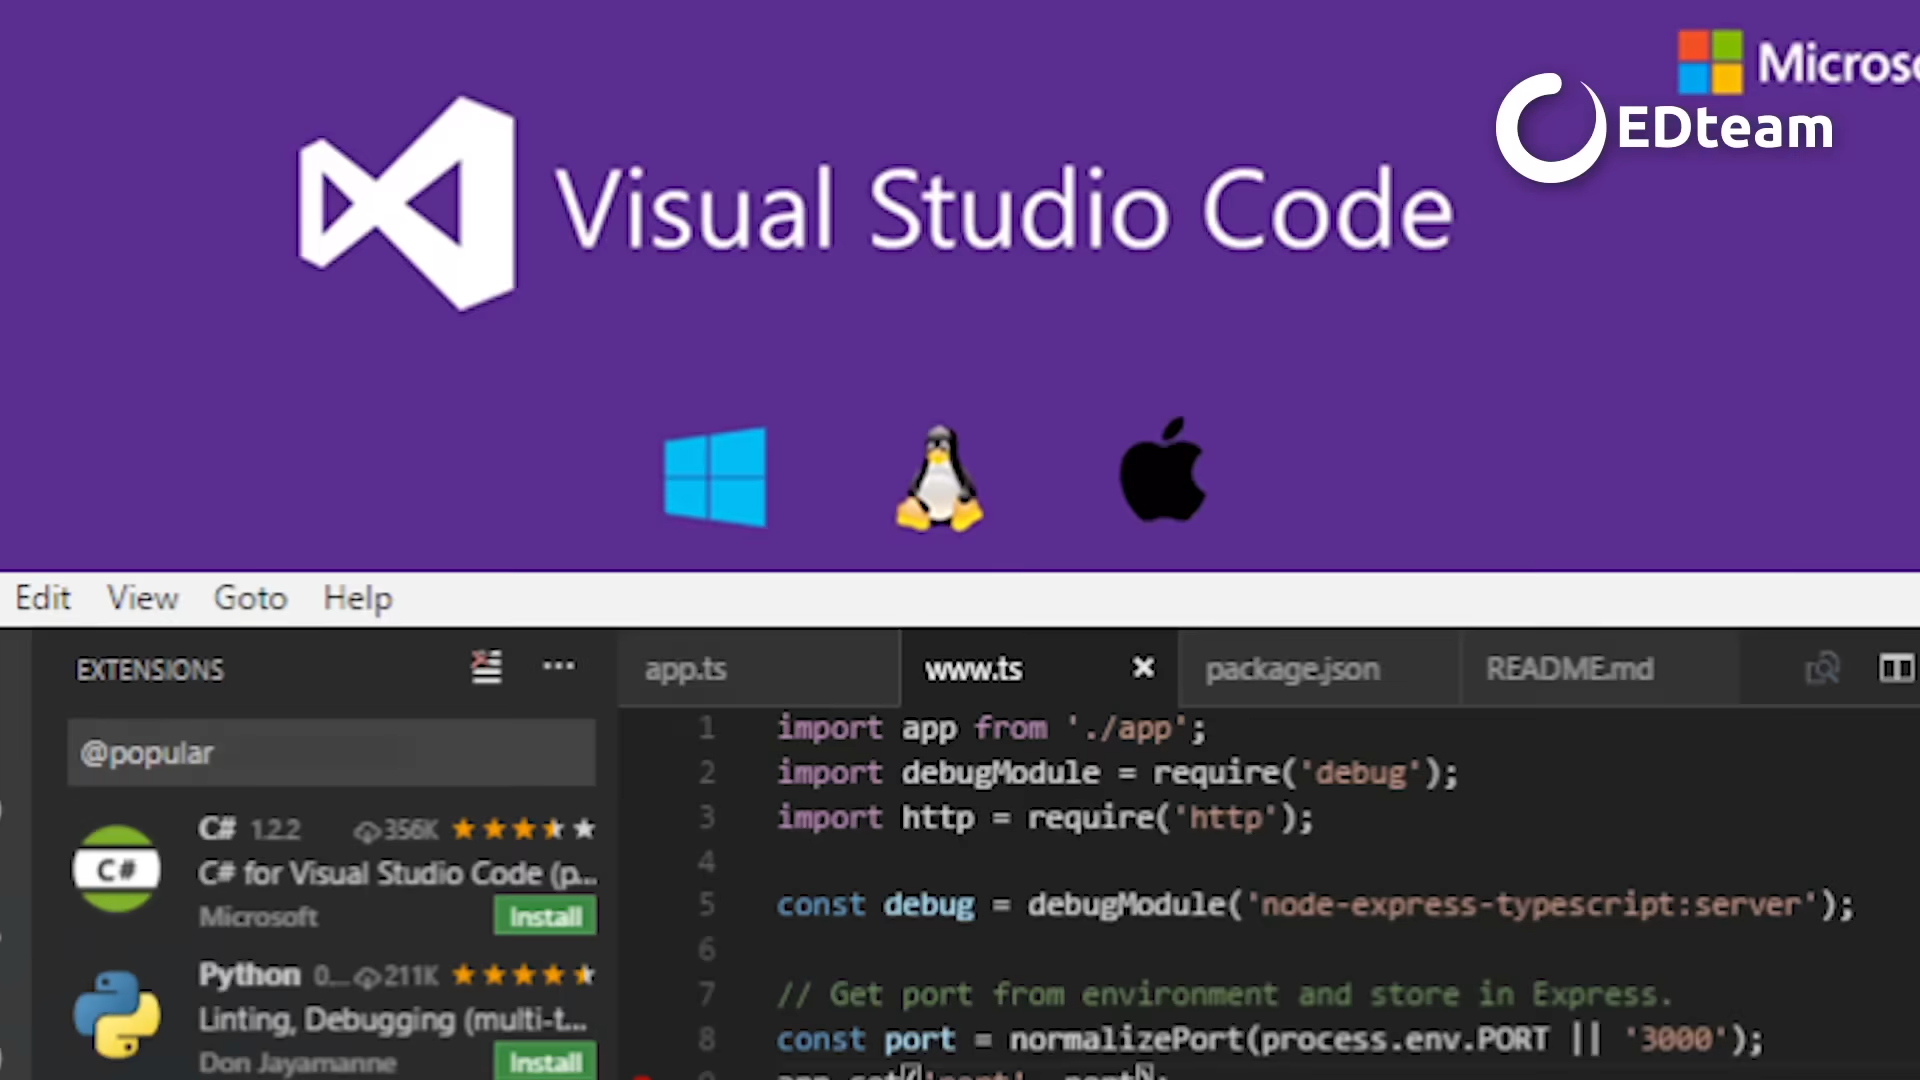 Microso
EDteam
Visual Studio Code
Edit View Goto Help
EXTENSIONS
app.ts www.ts package.json README.md
@popular
C# 1.2.2 356K
C# for Visual Studio Code (p...
C#
Microsoft Install
Python 0... 211K
Linting, Debugging (multi-t...
Don Jayamanne Install
1 import app from './app';
2 import debugModule = require('debug');
3 import http = require('http');
4
5 const debug = debugModule('node-express-typescript:server');
6
7 // Get port from environment and store in Express.
8 const port = normalizePort(process.env.PORT || '3000');